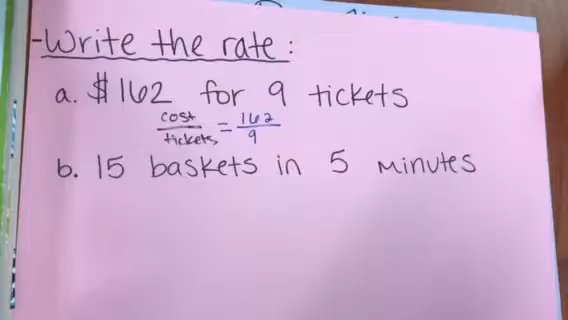 -Write the rate:
a. $162 for 9 tickets
cost/tickets = 162/9
b. 15 baskets in 5 minutes